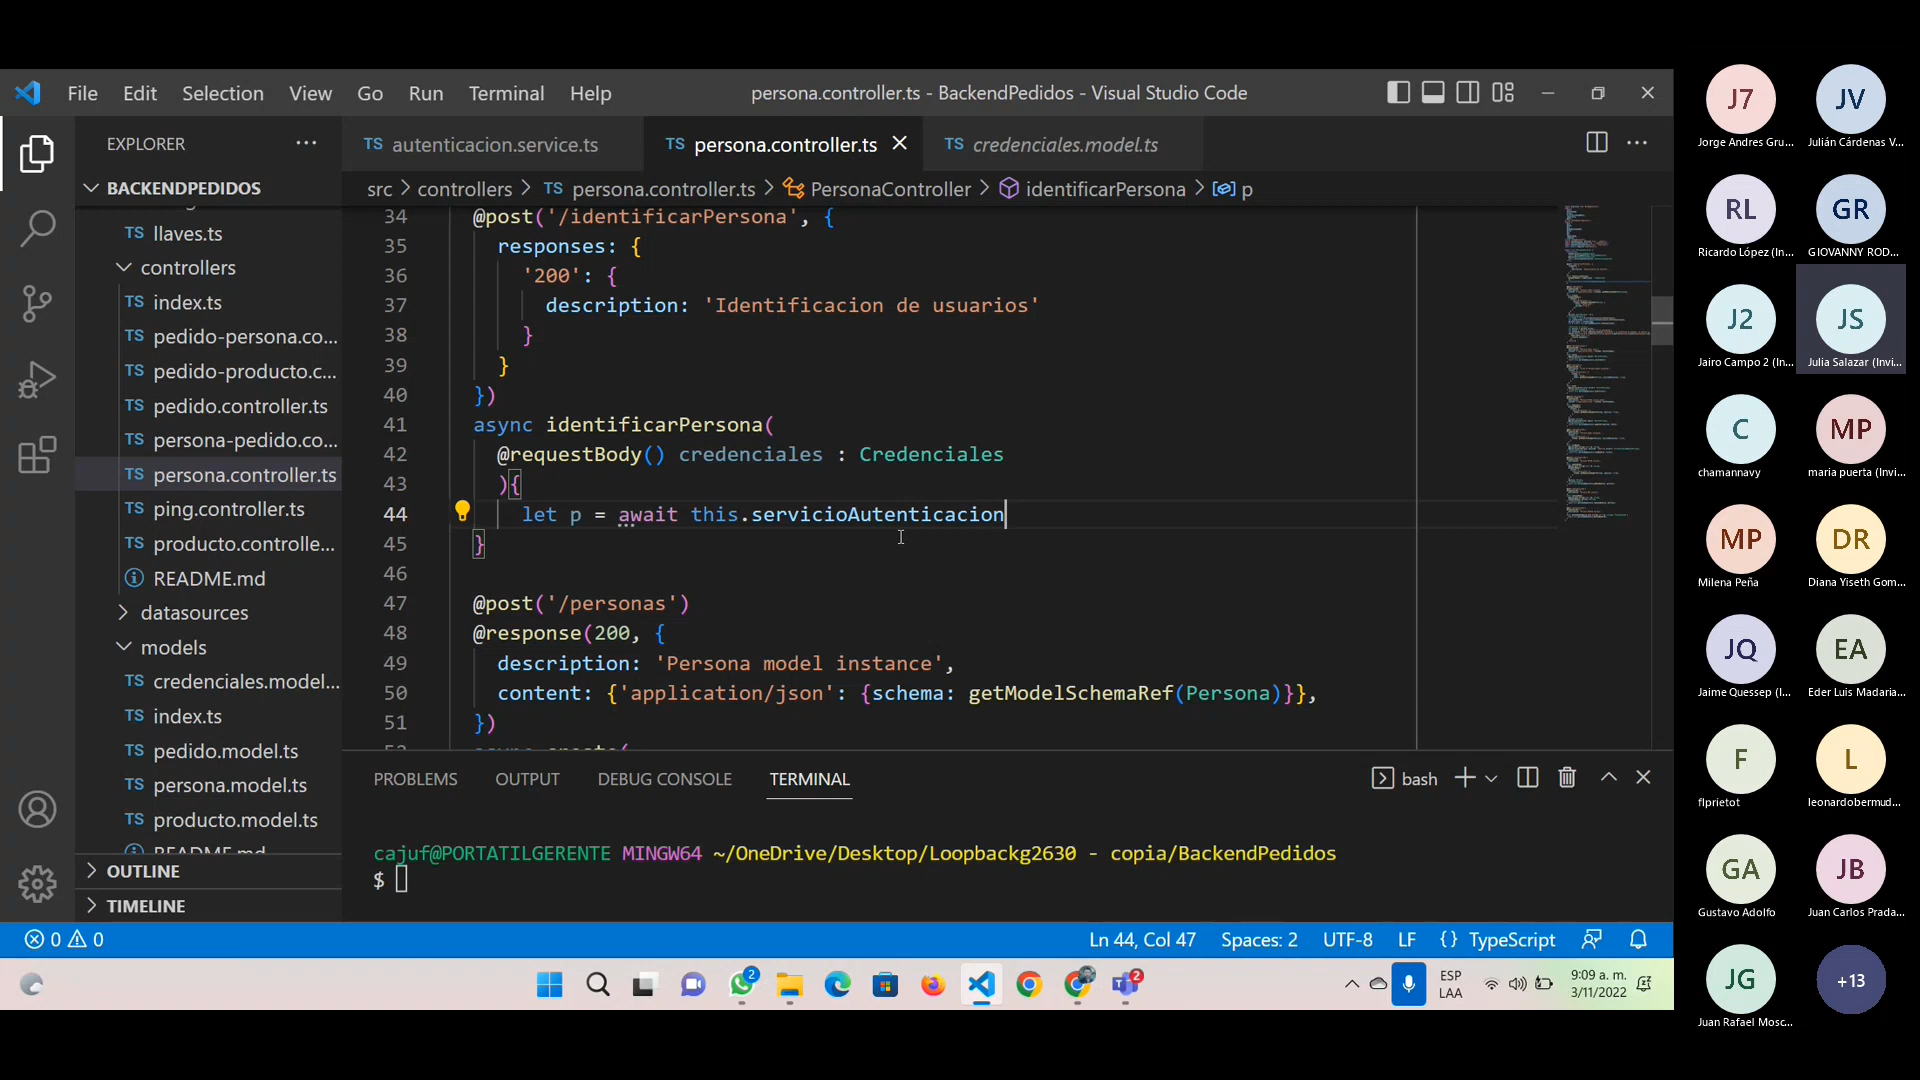 File Edit Selection View Go Run Terminal Help
persona.controller.ts - BackendPedidos - Visual Studio Code
EXPLORER
BACKENDPEDIDOS
TS llaves.ts
controllers
TS index.ts
TS pedido-persona.co...
TS pedido-producto.c...
TS pedido.controller.ts
TS persona-pedido.co...
TS persona.controller.ts
TS ping.controller.ts
TS producto.controlle...
README.md
datasources
models
TS credenciales.model...
TS index.ts
TS pedido.model.ts
TS persona.model.ts
TS producto.model.ts
README.md
OUTLINE
TIMELINE
TS autenticacion.service.ts
TS persona.controller.ts
TS credenciales.model.ts
src > controllers > TS persona.controller.ts > PersonaController > identificarPersona > p
34 @post('/identificarPersona', {
35 responses: {
36 '200': {
37 description: 'Identificacion de usuarios'
38 }
39 }
40 })
41 async identificarPersona(
42 @requestBody() credenciales : Credenciales
43 ){
44 let p = await this.servicioAutenticacion
45 }
46
47 @post('/personas')
48 @response(200, {
49 description: 'Persona model instance',
50 content: {'application/json': {schema: getModelSchemaRef(Persona)}},
51 })
52 async create(
PROBLEMS OUTPUT DEBUG CONSOLE TERMINAL
bash
cajuf@PORTATILGERENTE MINGW64 ~/OneDrive/Desktop/Loopbackg2630 - copia/BackendPedidos
$
0 0
Ln 44, Col 47 Spaces: 2 UTF-8 LF {} TypeScript
2
2
ESP
LAA
9:09 a. m.
3/11/2022
J7 JV
Jorge Andres Gru... Julián Cárdenas V...
RL GR
Ricardo López (In... GIOVANNY ROD...
J2 JS
Jairo Campo 2 (In... Julia Salazar (Invi...
C MP
chamannavy maria puerta (Invi...
MP DR
Milena Peña Diana Yiseth Gom...
JQ EA
Jaime Quessep (I... Eder Luis Madaria...
F L
flprietot leonardobermud...
GA JB
Gustavo Adolfo Juan Carlos Prada...
JG +13
Juan Rafael Mosc...